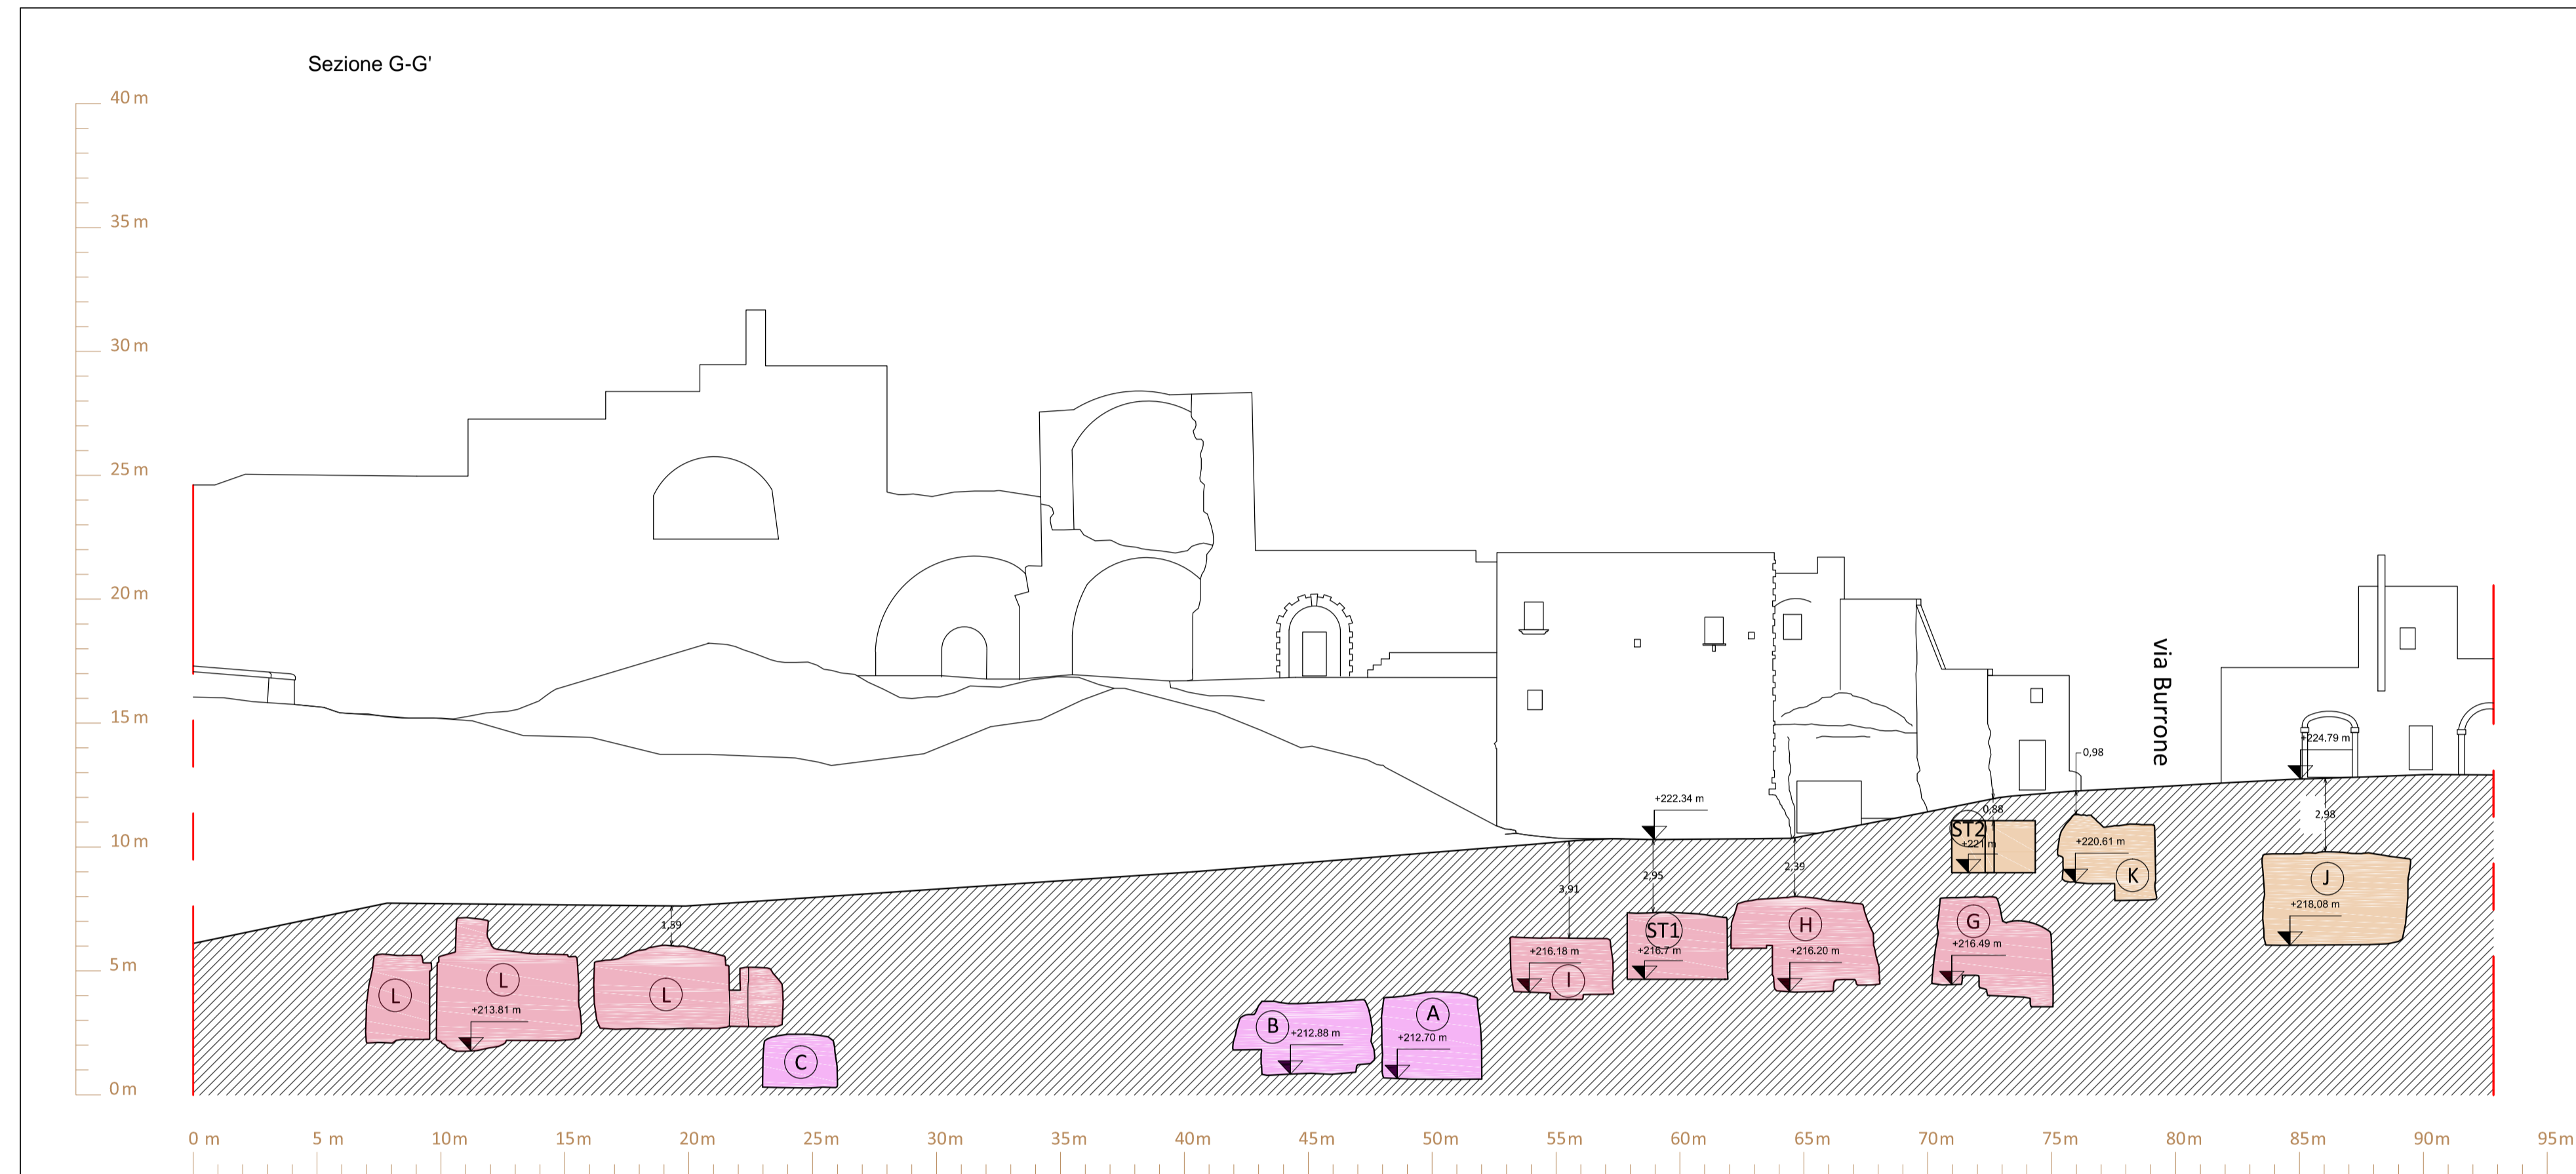 Sezione G-G'
40 m
35 m
30 m
25 m
20 m
via Burrone
15 m
0,98
+224.79 m
+222.34 m
0,88
2,98
10 m
ST2
+221 m
+220.61 m
2,39
2,95
K
J
3,91
+218.08 m
1,59
H
G
ST1
+216.49 m
+216.18 m
+216.7 m
+216.20 m
5 m
L
L
L
I
+213.81 m
A
B
+212.88 m
+212.70 m
C
0 m
0 m 5 m 10m 15m 20m 25m 30m 35m 40m 45m 50m 55m 60m 65m 70m 75m 80m 85m 90m 95m